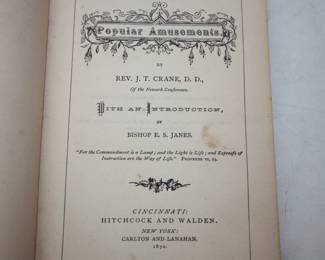 Popular Amusements.
BY
REV. J. T. CRANE, D. D.,
Of the Newark Conference.
WITH AN INTRODUCTION,
BY
BISHOP E. S. JANES.
"For the Commandment is a Lamp; and the Light is Life; and Reproofs of
Instruction are the Way of Life." PROVERBS vi, 23.
CINCINNATI:
HITCHCOCK AND WALDEN.
NEW YORK:
CARLTON AND LANAHAN.
1870.